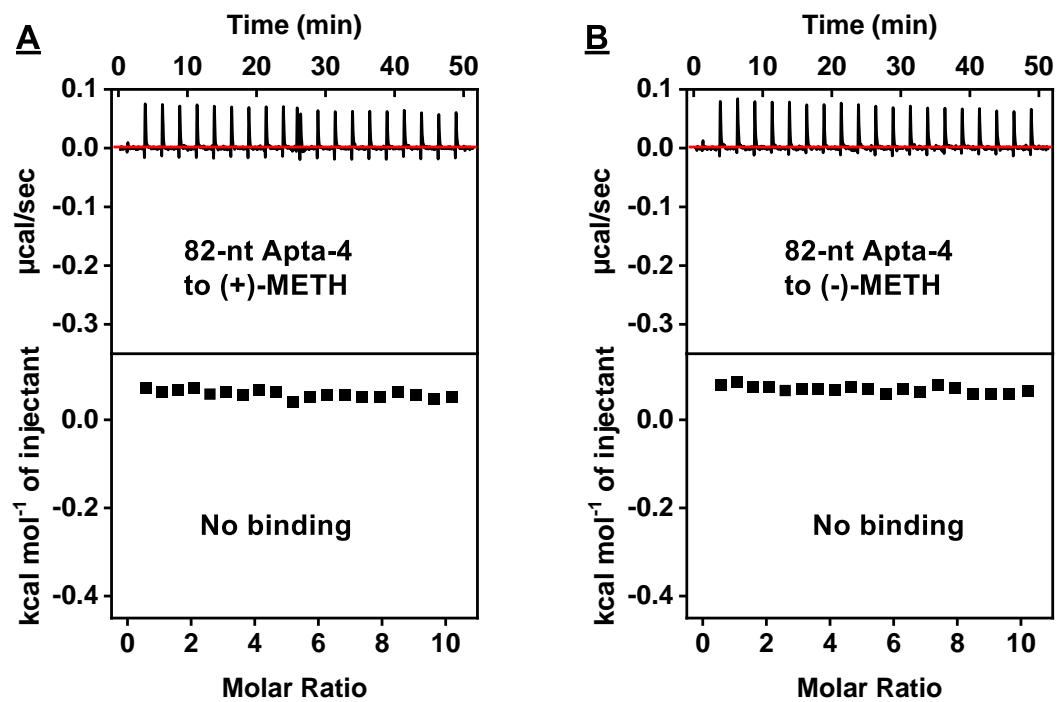 A
Time (min)
0 10 20 30 40 50
0.1
0.0
-0.1
-0.2
-0.3
µcal/sec
82-nt Apta-4
to (+)-METH
0.0
-0.2
-0.4
kcal mol⁻¹ of injectant
No binding
0 2 4 6 8 10
Molar Ratio
B
Time (min)
0 10 20 30 40 50
0.1
0.0
-0.1
-0.2
-0.3
µcal/sec
82-nt Apta-4
to (-)-METH
0.0
-0.2
-0.4
kcal mol⁻¹ of injectant
No binding
0 2 4 6 8 10
Molar Ratio